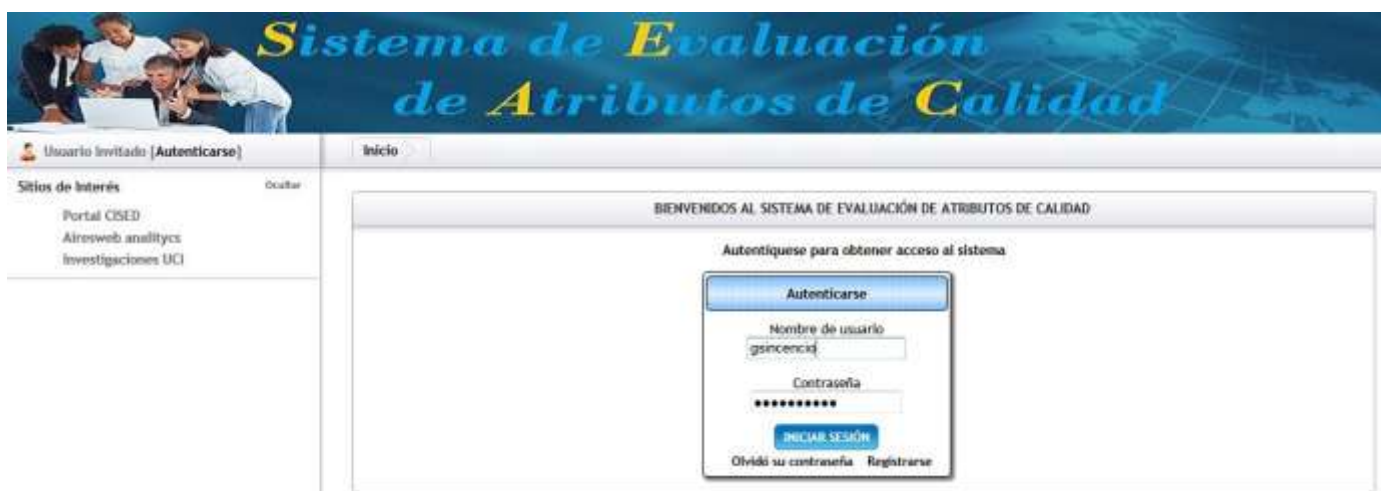 Sistema de Evaluación
de Atributos de Calidad
Usuario Invitado [Autenticarse]
Inicio
Sitios de Interés
Ocultar
Portal CISED
Airesweb analitycs
Investigaciones UCI
BIENVENIDOS AL SISTEMA DE EVALUACIÓN DE ATRIBUTOS DE CALIDAD
Autentíquese para obtener acceso al sistema
Autenticarse
Nombre de usuario
gsincencio
Contraseña
••••••••••
INICIAR SESIÓN
Olvidó su contraseña Registrarse